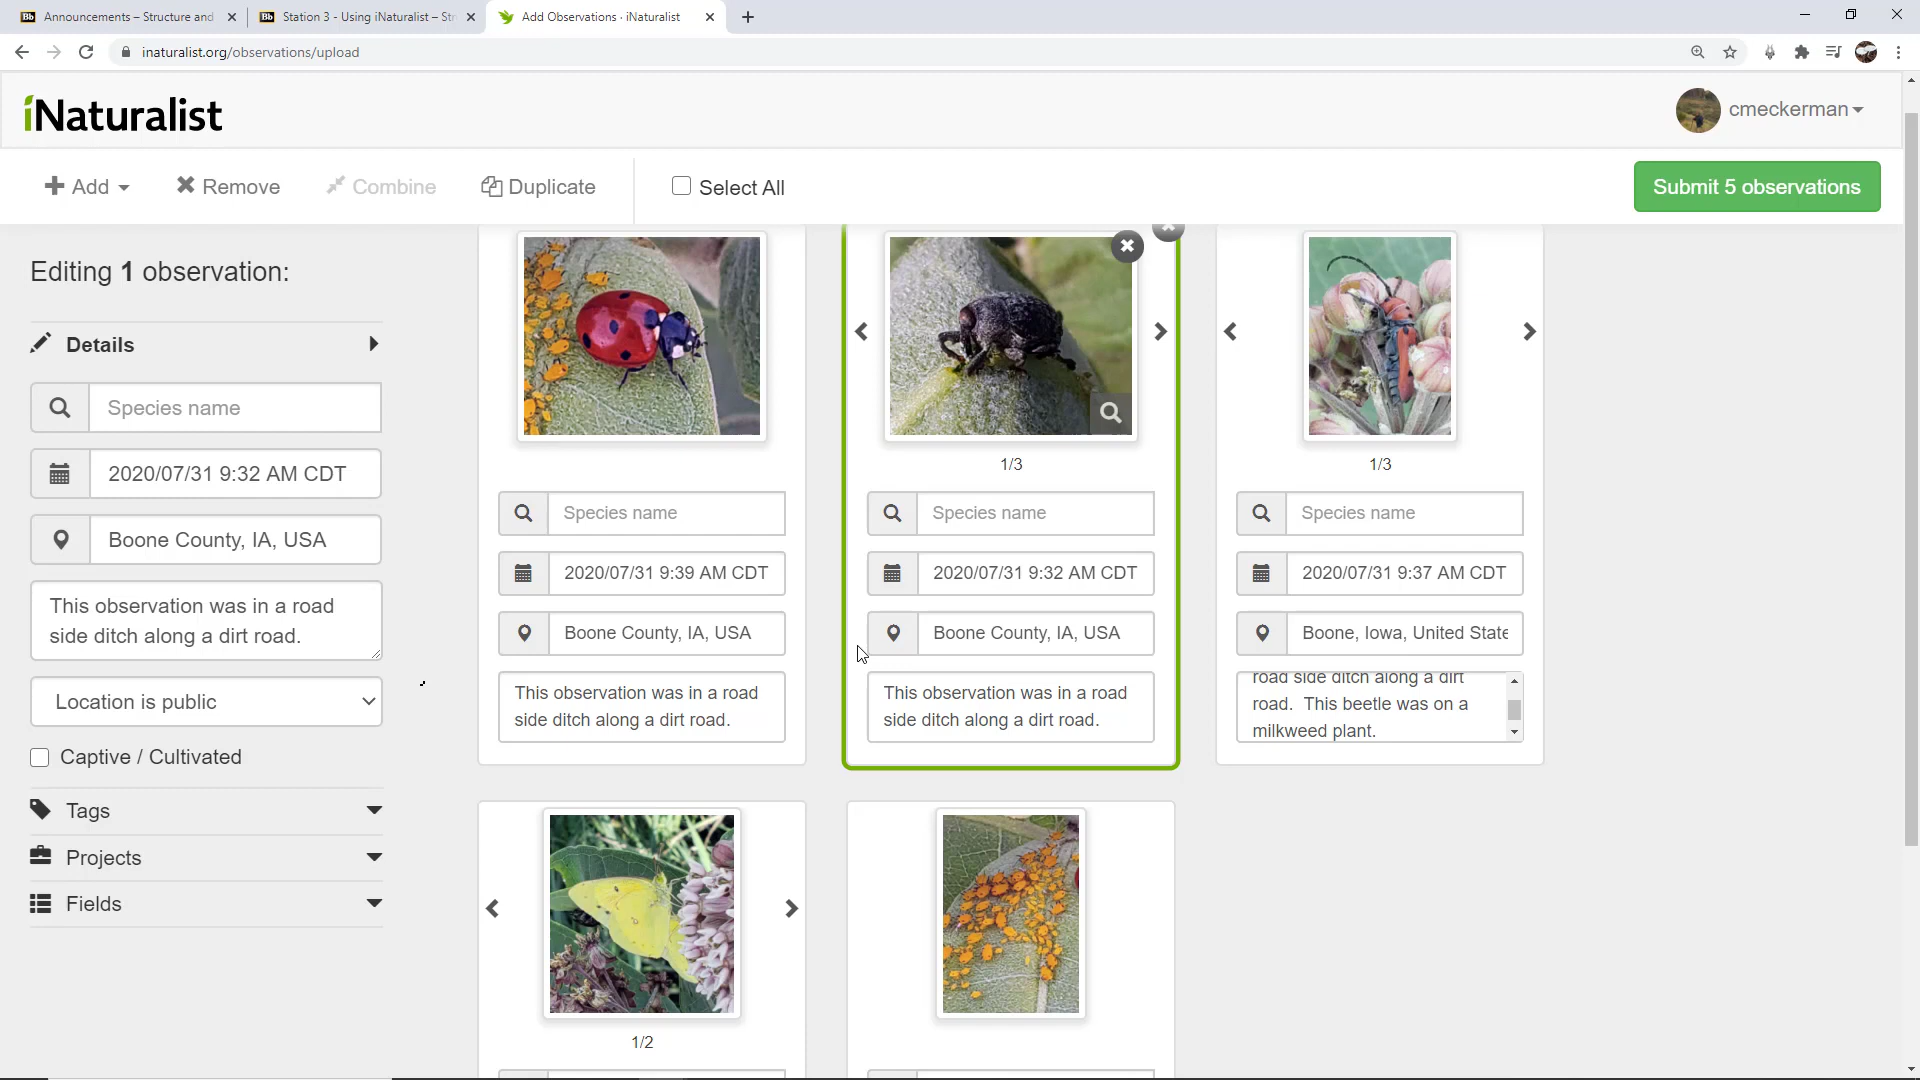 Announcements – Structure and
Station 3 - Using iNaturalist – Str
Add Observations · iNaturalist
inaturalist.org/observations/upload
iNaturalist
cmeckerman
Add
Remove
Combine
Duplicate
Select All
Submit 5 observations
Editing 1 observation:
Details
Species name
2020/07/31 9:32 AM CDT
Boone County, IA, USA
This observation was in a road
side ditch along a dirt road.
Location is public
Captive / Cultivated
Tags
Projects
Fields
Species name
2020/07/31 9:39 AM CDT
Boone County, IA, USA
This observation was in a road
side ditch along a dirt road.
1/3
Species name
2020/07/31 9:32 AM CDT
Boone County, IA, USA
This observation was in a road
side ditch along a dirt road.
1/3
Species name
2020/07/31 9:37 AM CDT
Boone, Iowa, United State
road side ditch along a dirt
road. This beetle was on a
milkweed plant.
1/2